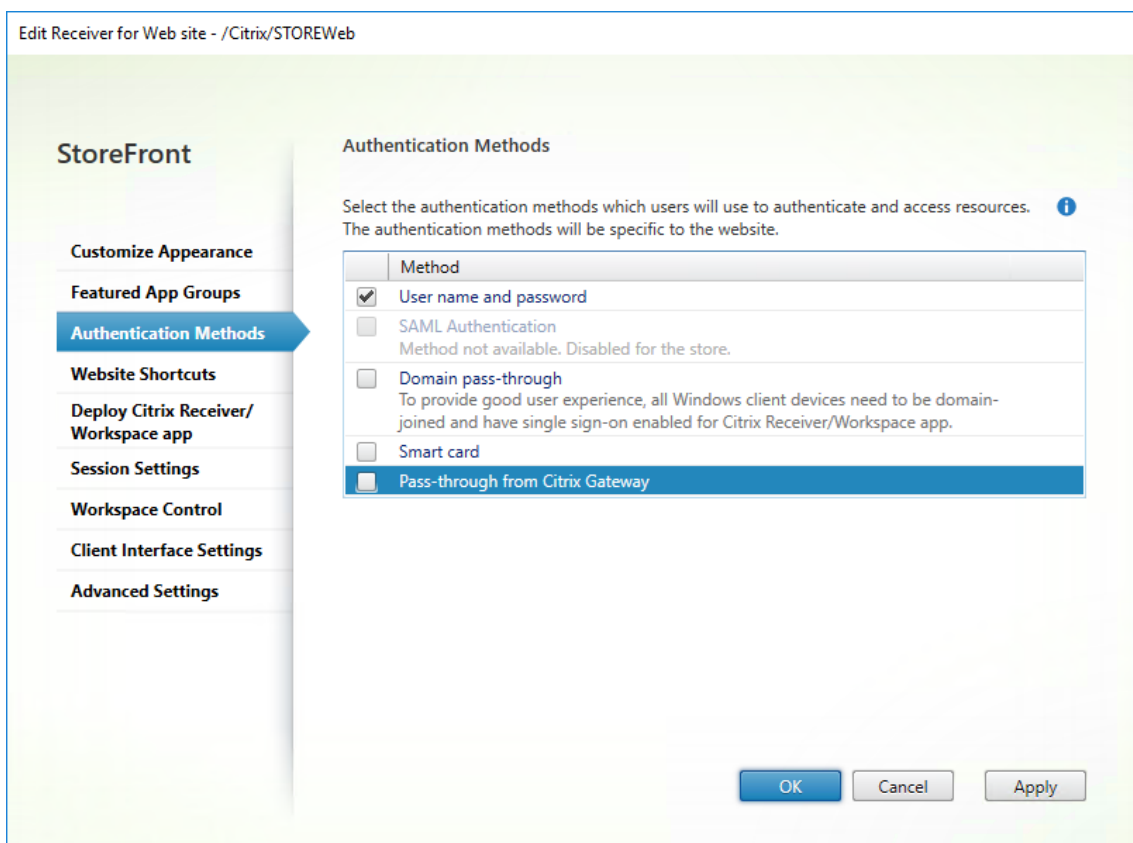 Edit Receiver for Web site - /Citrix/STOREWeb
StoreFront
Customize Appearance
Featured App Groups
Authentication Methods
Website Shortcuts
Deploy Citrix Receiver/
Workspace app
Session Settings
Workspace Control
Client Interface Settings
Advanced Settings
Authentication Methods
Select the authentication methods which users will use to authenticate and access resources.
The authentication methods will be specific to the website.
Method
User name and password
SAML Authentication
Method not available. Disabled for the store.
Domain pass-through
To provide good user experience, all Windows client devices need to be domain-
joined and have single sign-on enabled for Citrix Receiver/Workspace app.
Smart card
Pass-through from Citrix Gateway
OK
Cancel
Apply